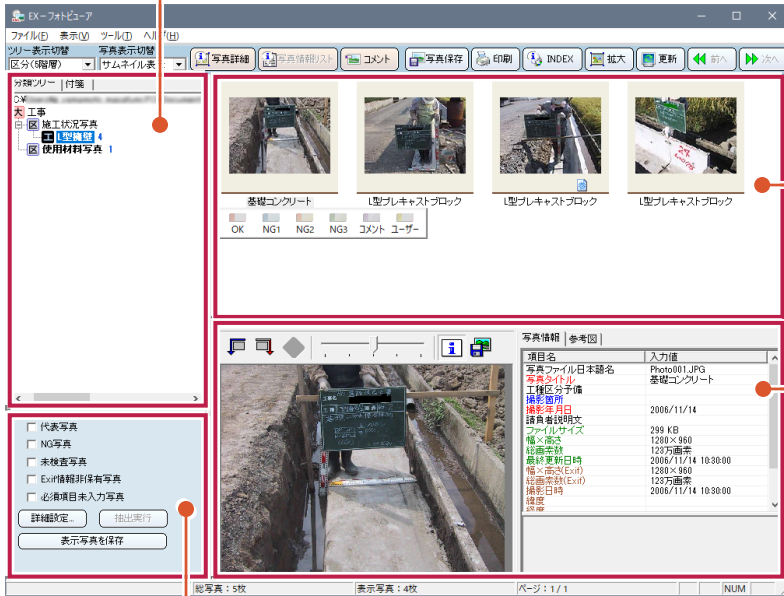 EX－フォトビューア
ファイル(F) 表示(V) ツール(T) ヘルプ(H)
ツリー表示切替 写真表示切替
区分(5階層) サムネイル表示 写真詳細 写真情報リスト コメント 写真保存 印刷 INDEX 拡大 更新 前へ 次へ
分類ツリー 付箋
C:¥
大 工事
区 施工状況写真
工 L型擁壁 4
区 使用材料写真 1
基礎コンクリート L型プレキャストブロック L型プレキャストブロック L型プレキャストブロック
OK NG1 NG2 NG3 コメント ユーザー
写真情報 参考図
項目名 入力値
写真ファイル日本語名 Photo001.JPG
写真タイトル 基礎コンクリート
工種区分予備
撮影箇所
撮影年月日 2006/11/14
請負者説明文
ファイルサイズ 299 KB
幅×高さ 1280×960
総画素数 123万画素
最終更新日時 2006/11/14 10:30:00
幅×高さ(Exif) 1280×960
総画素数(Exif) 123万画素
撮影日時 2006/11/14 10:30:00
緯度
経度
代表写真
NG写真
未検査写真
Exif情報非保有写真
必須項目未入力写真
詳細設定... 抽出実行
表示写真を保存
総写真：5枚 表示写真：4枚 ページ：1/1 NUM